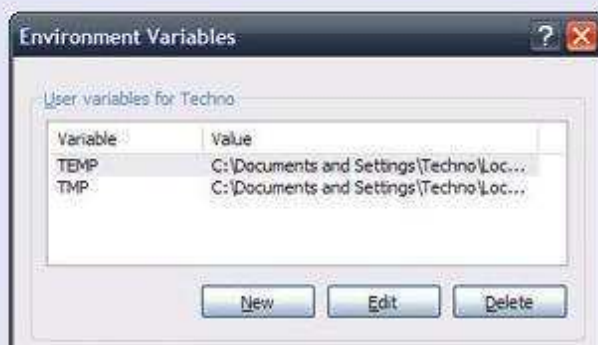 Environment Variables
User variables for Techno
Variable Value
TEMP C:\Documents and Settings\Techno\Loc...
TMP C:\Documents and Settings\Techno\Loc...
New Edit Delete